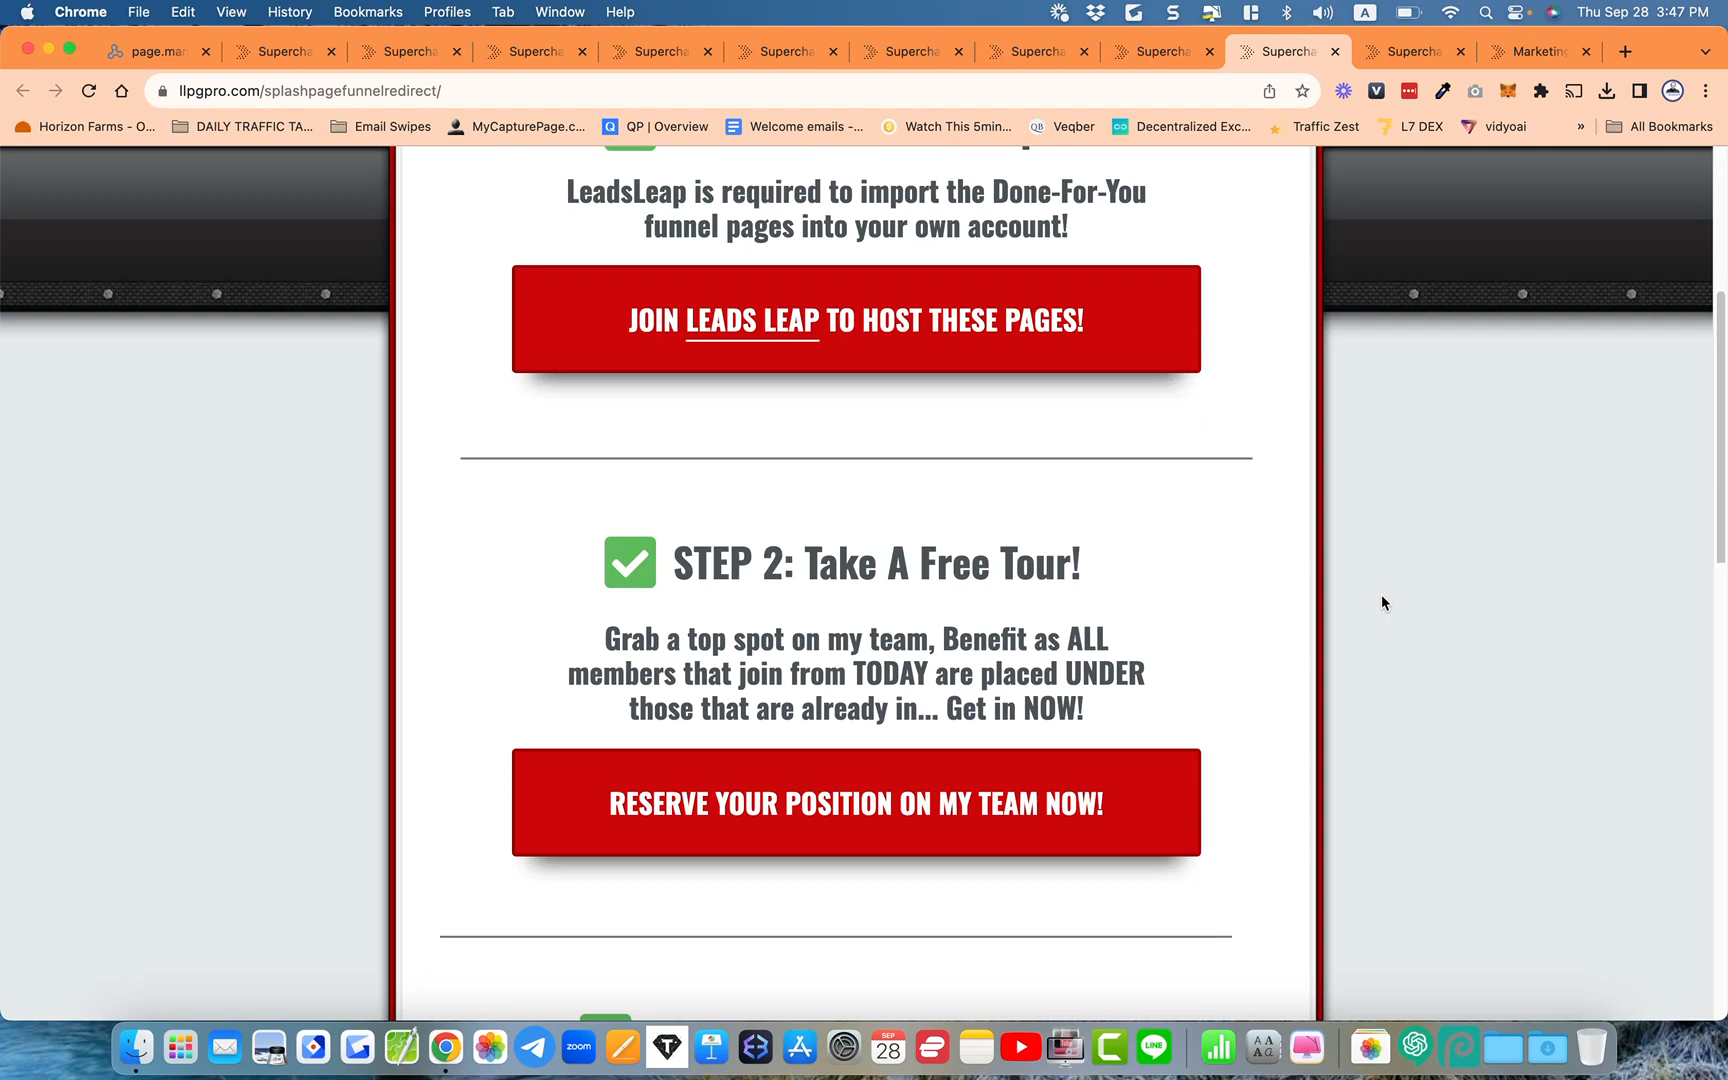 Chrome File Edit View History Bookmarks Profiles Tab Window Help
A Thu Sep 28 3:47 PM
page.mar Supercha Supercha Supercha Supercha Supercha Supercha Supercha Supercha Supercha Supercha Marketing
llpgpro.com/splashpagefunnelredirect/
Horizon Farms - O... DAILY TRAFFIC TA... Email Swipes MyCapturePage.c... QP | Overview Welcome emails -... Watch This 5min... QB Veqber Decentralized Exc... Traffic Zest L7 DEX vidyoai » All Bookmarks
LeadsLeap is required to import the Done-For-You
funnel pages into your own account!
JOIN LEADS LEAP TO HOST THESE PAGES!
STEP 2: Take A Free Tour!
Grab a top spot on my team, Benefit as ALL
members that join from TODAY are placed UNDER
those that are already in... Get in NOW!
RESERVE YOUR POSITION ON MY TEAM NOW!
zoom
SEP
28
LINE